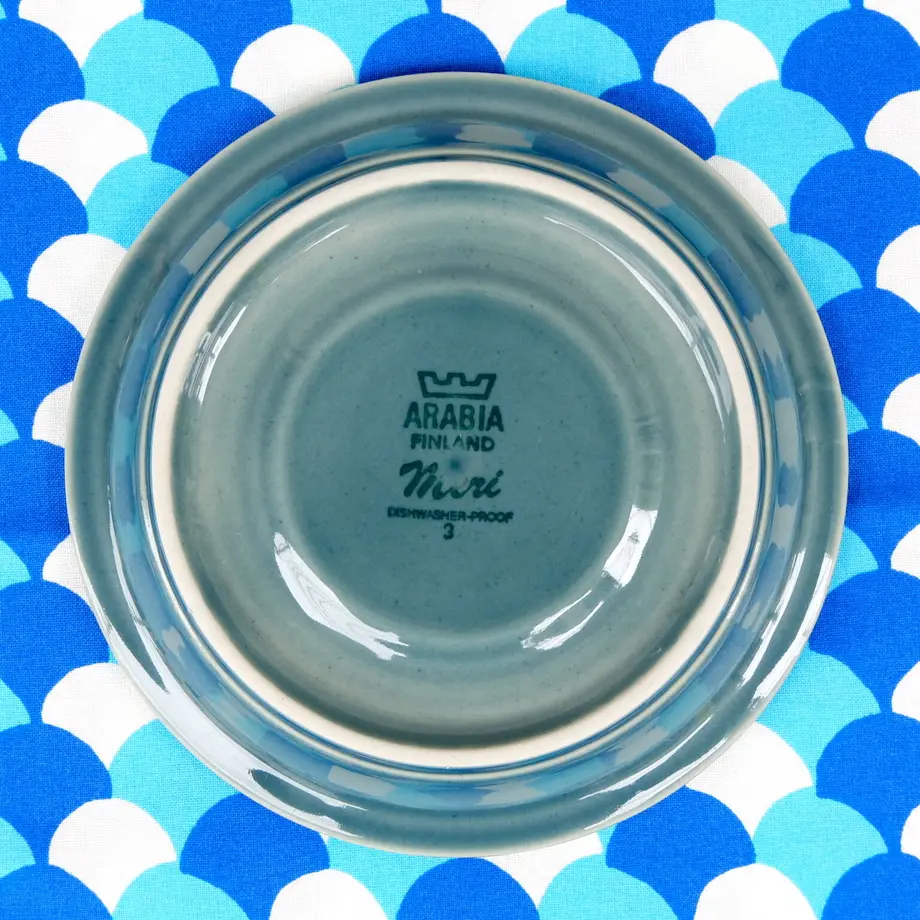 ARABIA
FINLAND
Meri
DISHWASHER-PROOF
3